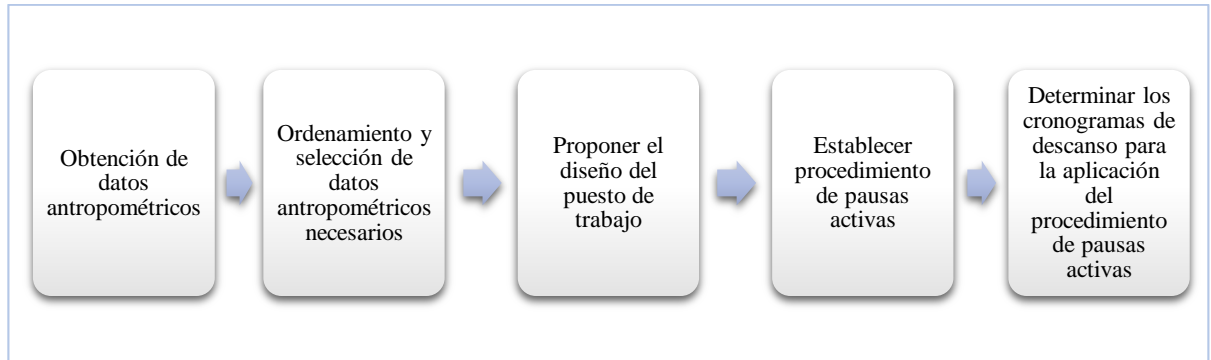 Obtención de
datos
antropométricos
Ordenamiento y
selección de
datos
antropométricos
necesarios
Proponer el
diseño del
puesto de
trabajo
Establecer
procedimiento
de pausas
activas
Determinar los
cronogramas de
descanso para
la aplicación
del
procedimiento
de pausas
activas